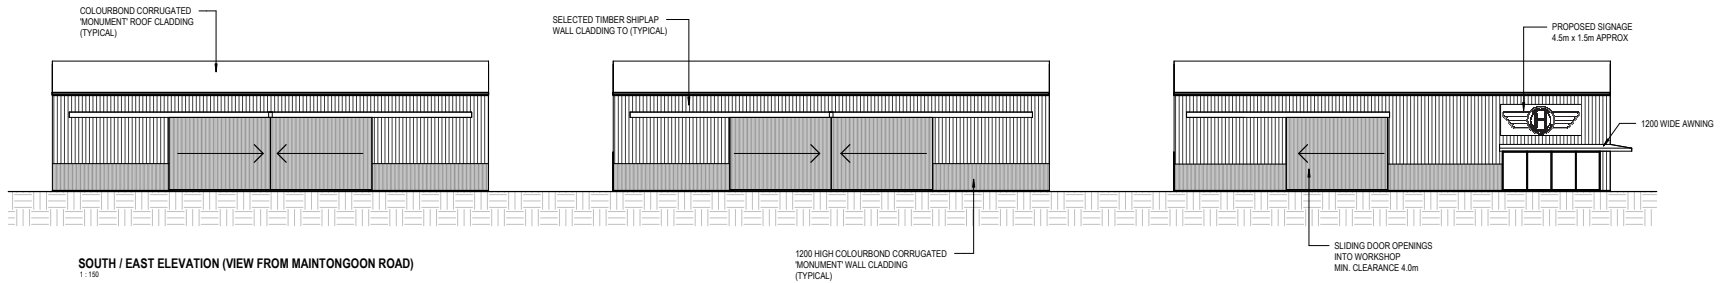 COLOURBOND CORRUGATED
'MONUMENT' ROOF CLADDING
(TYPICAL)
SELECTED TIMBER SHIPLAP
WALL CLADDING TO (TYPICAL)
PROPOSED SIGNAGE
4.5m x 1.5m APPROX
H
1200 WIDE AWNING
1200 HIGH COLOURBOND CORRUGATED
'MONUMENT' WALL CLADDING
(TYPICAL)
SLIDING DOOR OPENINGS
INTO WORKSHOP
MIN. CLEARANCE 4.0m
SOUTH / EAST ELEVATION (VIEW FROM MAINTONGOON ROAD)
1 : 150